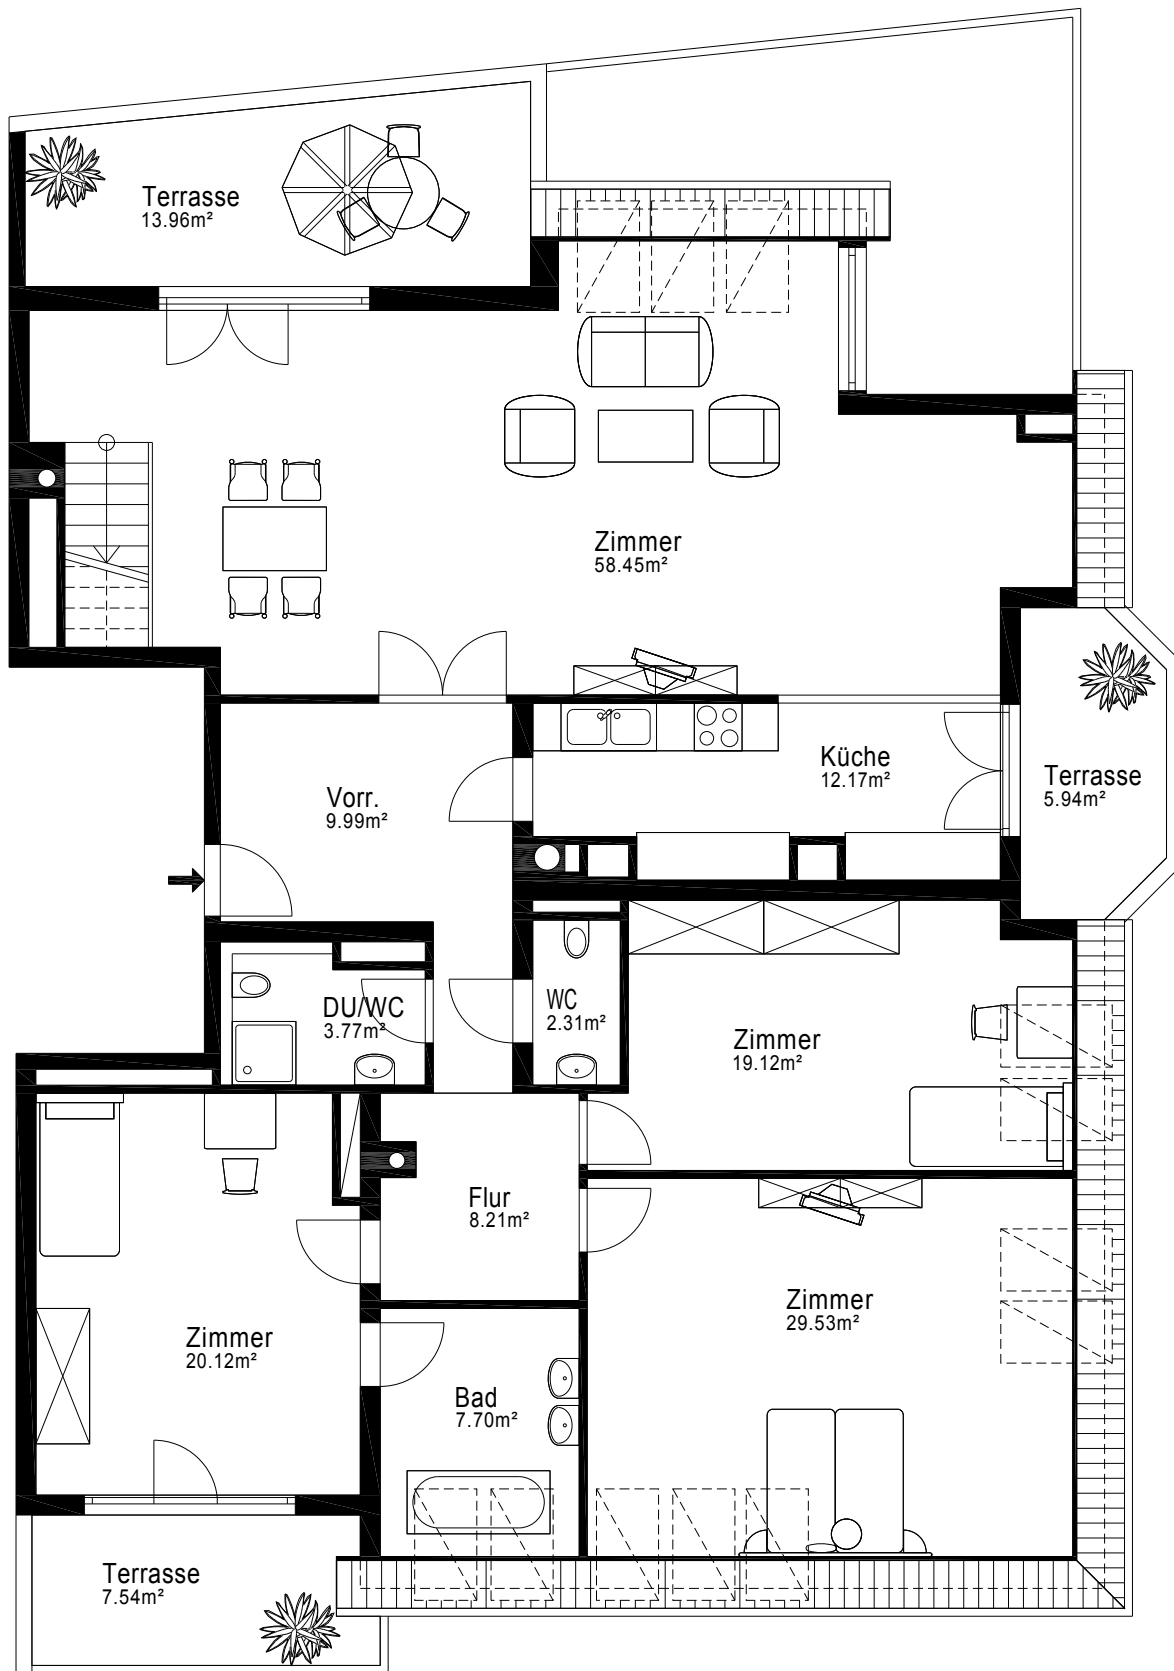 Terrasse
13.96m²
Zimmer
58.45m²
Küche
12.17m²
Terrasse
5.94m²
Vorr.
9.99m²
DU/WC
3.77m²
WC
2.31m²
Zimmer
19.12m²
Flur
8.21m²
Zimmer
29.53m²
Zimmer
20.12m²
Bad
7.70m²
Terrasse
7.54m²